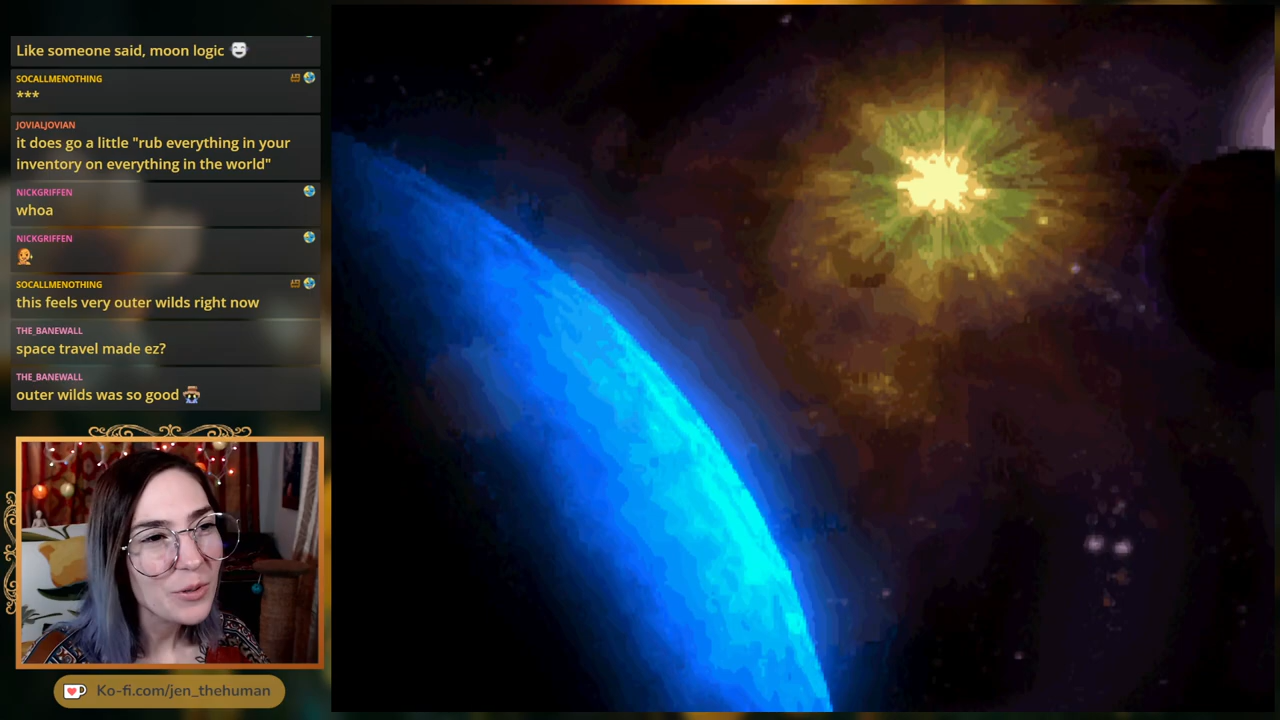 Like someone said, moon logic
SOCALLMENOTHING
***
JOVIALJOVIAN
it does go a little "rub everything in your
inventory on everything in the world"
NICKGRIFFEN
whoa
NICKGRIFFEN
SOCALLMENOTHING
this feels very outer wilds right now
THE_BANEWALL
space travel made ez?
THE_BANEWALL
outer wilds was so good
Ko-fi.com/jen_thehuman